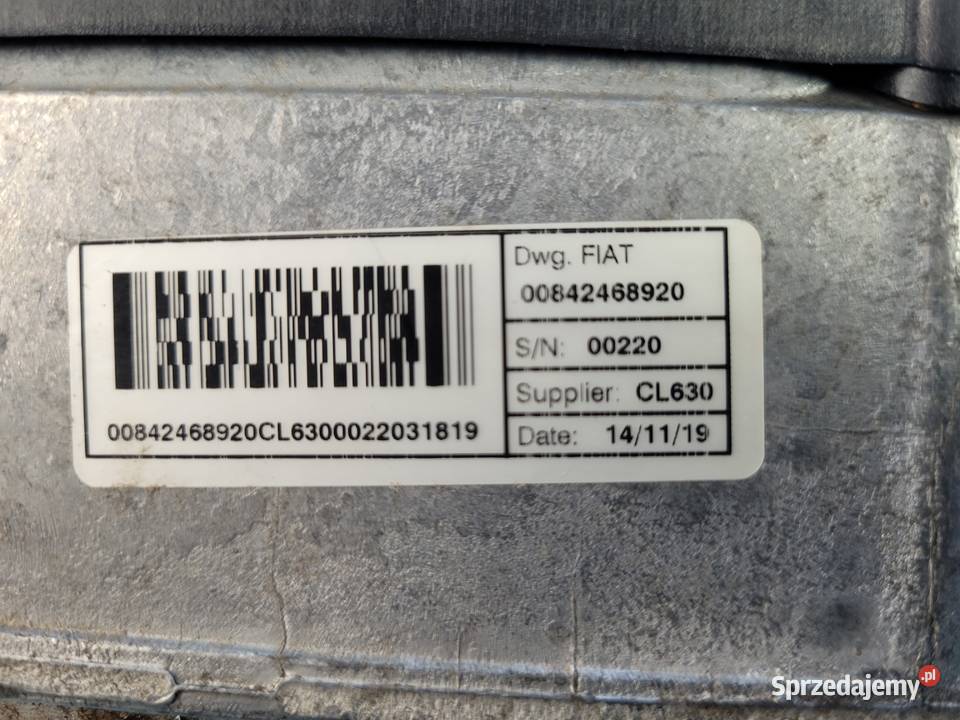 Dwg. FIAT
00842468920
S/N: 00220
Supplier: CL630
Date: 14/11/19
00842468920CL6300022031819
Sprzedajemy.pl